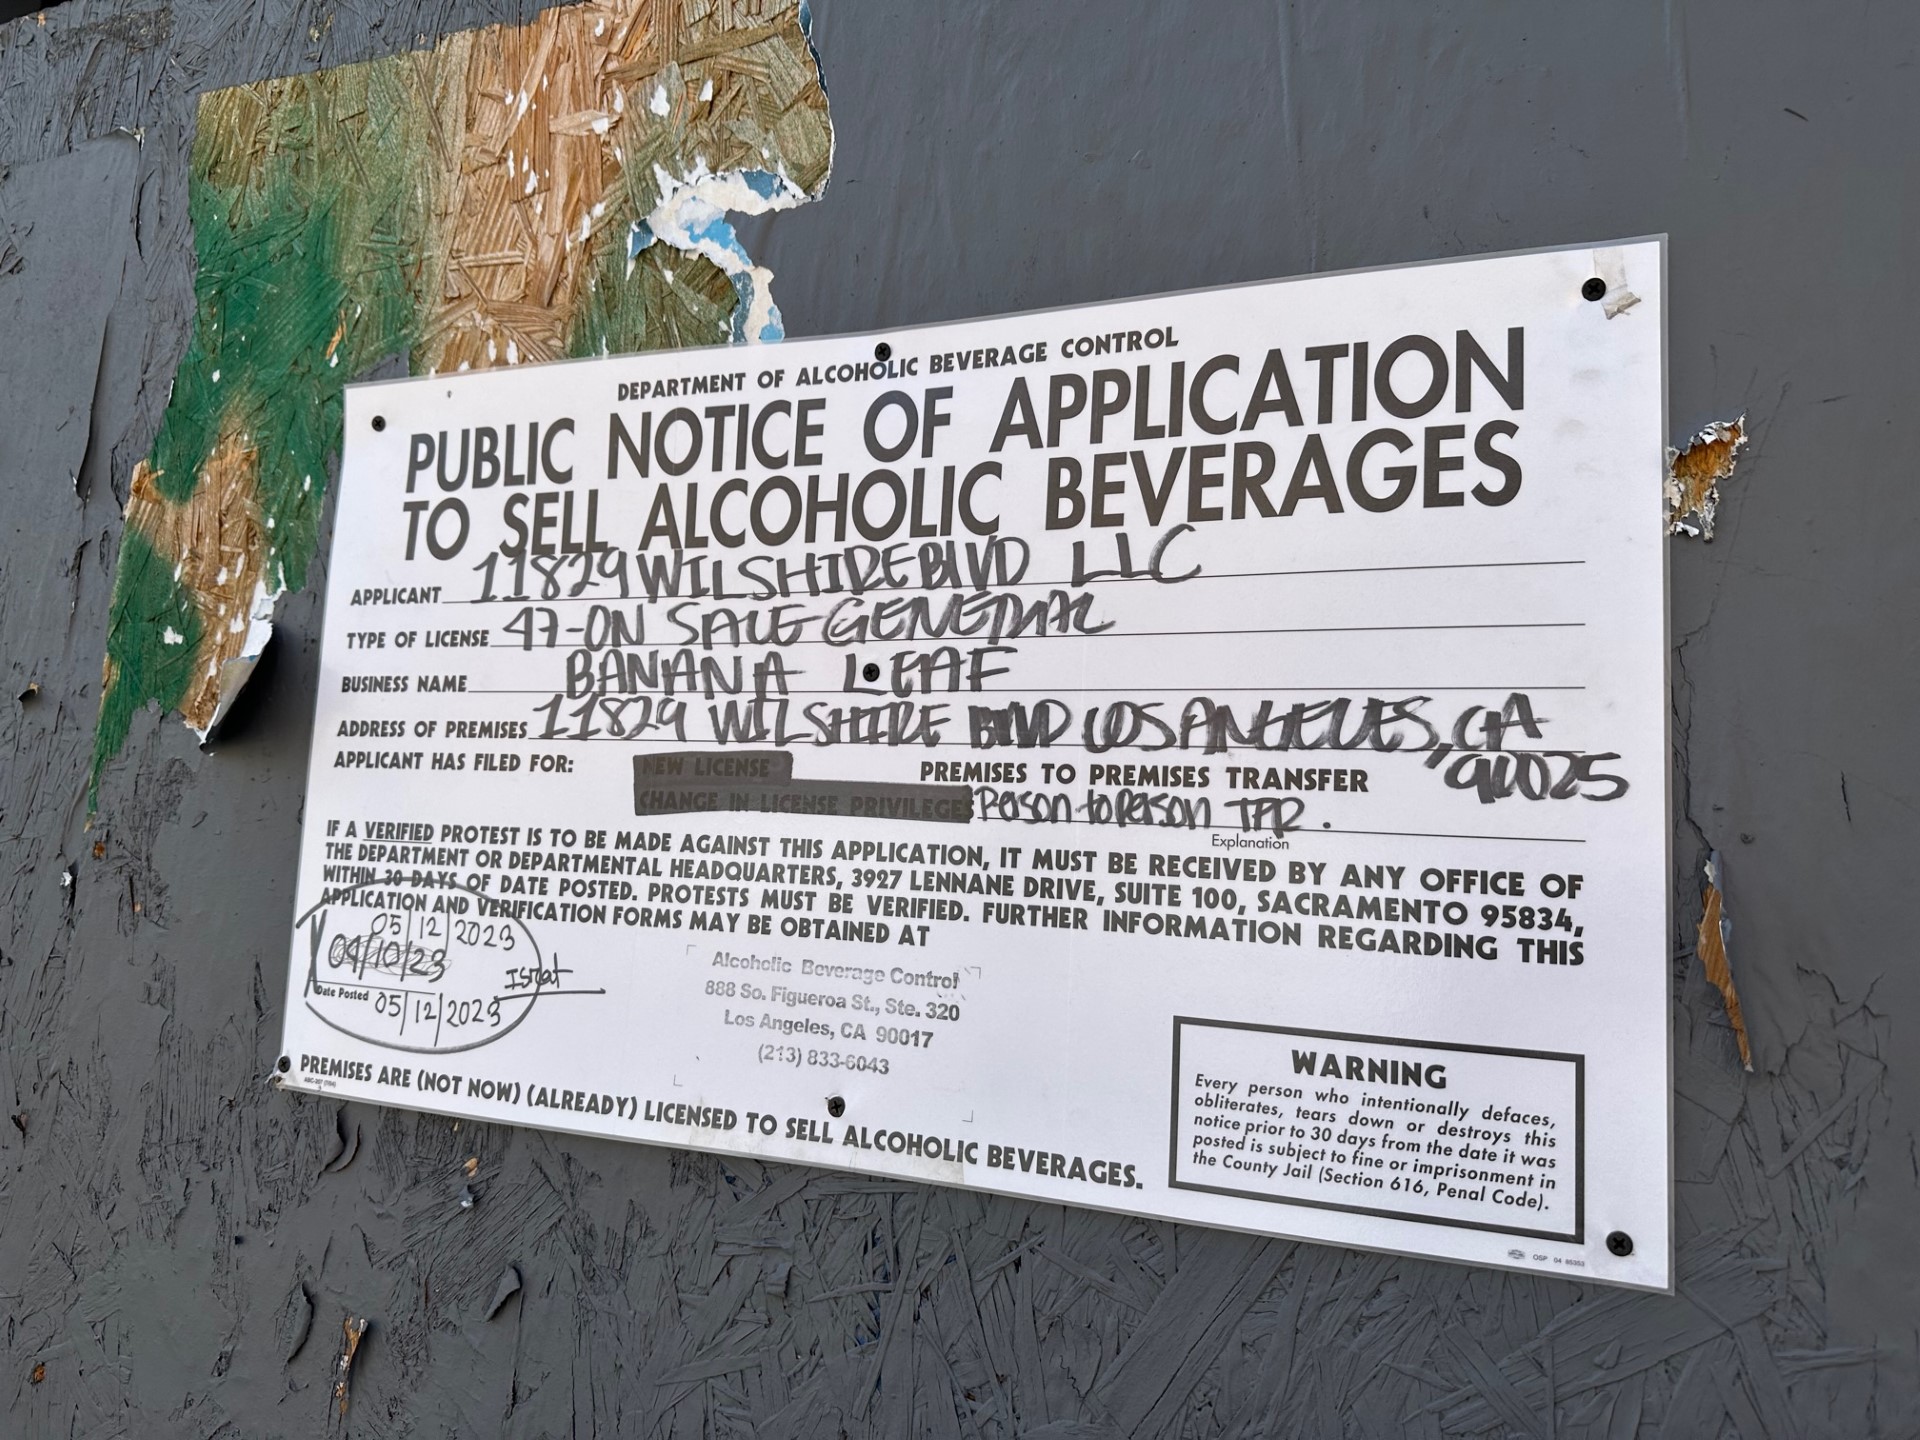 DEPARTMENT OF ALCOHOLIC BEVERAGE CONTROL
PUBLIC NOTICE OF APPLICATION
TO SELL ALCOHOLIC BEVERAGES
APPLICANT 11829 WILSHIRE BLVD LLC
TYPE OF LICENSE 47-ON SALE GENERAL
BUSINESS NAME BANANA LEAF
ADDRESS OF PREMISES 11829 WILSHIRE BLVD LOS ANGELES, CA
90025
APPLICANT HAS FILED FOR: NEW LICENSE PREMISES TO PREMISES TRANSFER
CHANGE IN LICENSE PRIVILEGES Person to Person TFR.
Explanation
IF A VERIFIED PROTEST IS TO BE MADE AGAINST THIS APPLICATION, IT MUST BE RECEIVED BY ANY OFFICE OF
THE DEPARTMENT OR DEPARTMENTAL HEADQUARTERS, 3927 LENNANE DRIVE, SUITE 100, SACRAMENTO 95834,
WITHIN 30 DAYS OF DATE POSTED. PROTESTS MUST BE VERIFIED. FURTHER INFORMATION REGARDING THIS
APPLICATION AND VERIFICATION FORMS MAY BE OBTAINED AT
05/12/2023
04/10/23
Date Posted 05/12/2023
Israt
Alcoholic Beverage Control
888 So. Figueroa St., Ste. 320
Los Angeles, CA 90017
(213) 833-6043
PREMISES ARE (NOT NOW) (ALREADY) LICENSED TO SELL ALCOHOLIC BEVERAGES.
WARNING
Every person who intentionally defaces,
obliterates, tears down or destroys this
notice prior to 30 days from the date it was
posted is subject to fine or imprisonment in
the County Jail (Section 616, Penal Code).